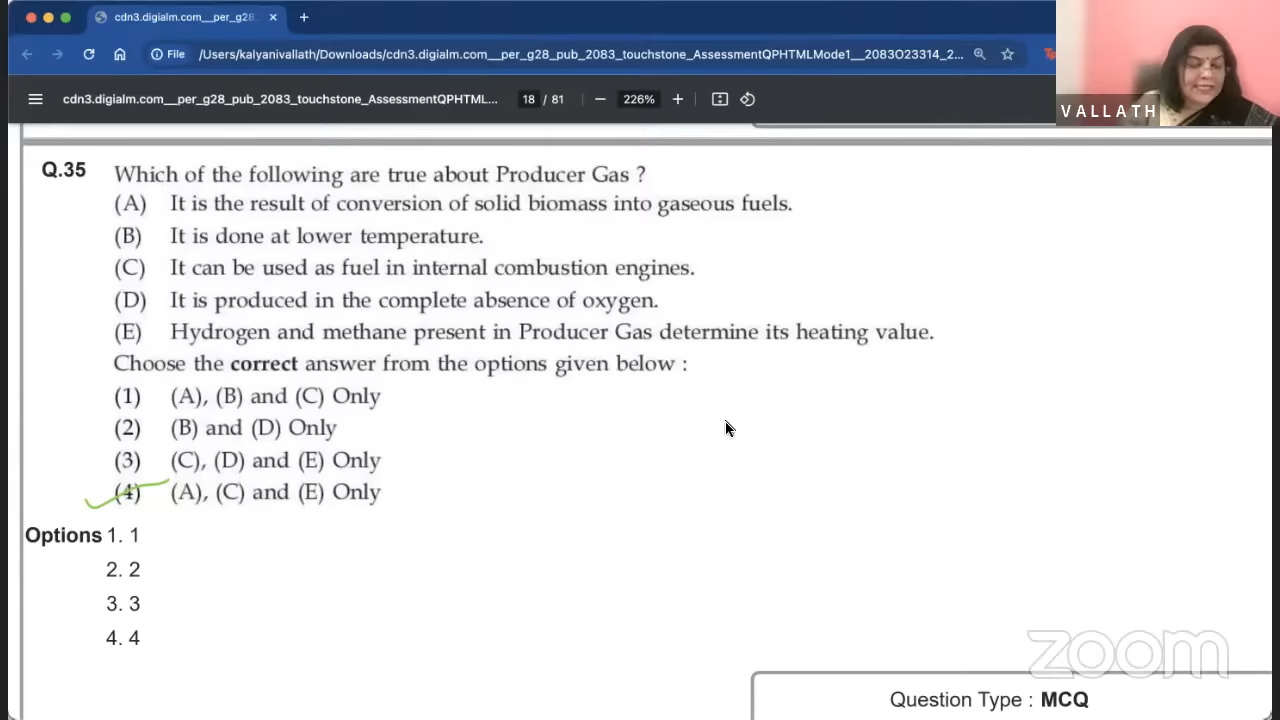 cdn3.digialm.com__per_g28
File /Users/kalyanivallath/Downloads/cdn3.digialm.com__per_g28_pub_2083_touchstone_AssessmentQPHTMLMode1__2083O23314_2...
cdn3.digialm.com__per_g28_pub_2083_touchstone_AssessmentQPHTML... 18 / 81 226%
VALLATH
Q.35 Which of the following are true about Producer Gas ?
(A) It is the result of conversion of solid biomass into gaseous fuels.
(B) It is done at lower temperature.
(C) It can be used as fuel in internal combustion engines.
(D) It is produced in the complete absence of oxygen.
(E) Hydrogen and methane present in Producer Gas determine its heating value.
Choose the correct answer from the options given below :
(1) (A), (B) and (C) Only
(2) (B) and (D) Only
(3) (C), (D) and (E) Only
(4) (A), (C) and (E) Only
Options 1. 1
2. 2
3. 3
4. 4
zoom
Question Type : MCQ